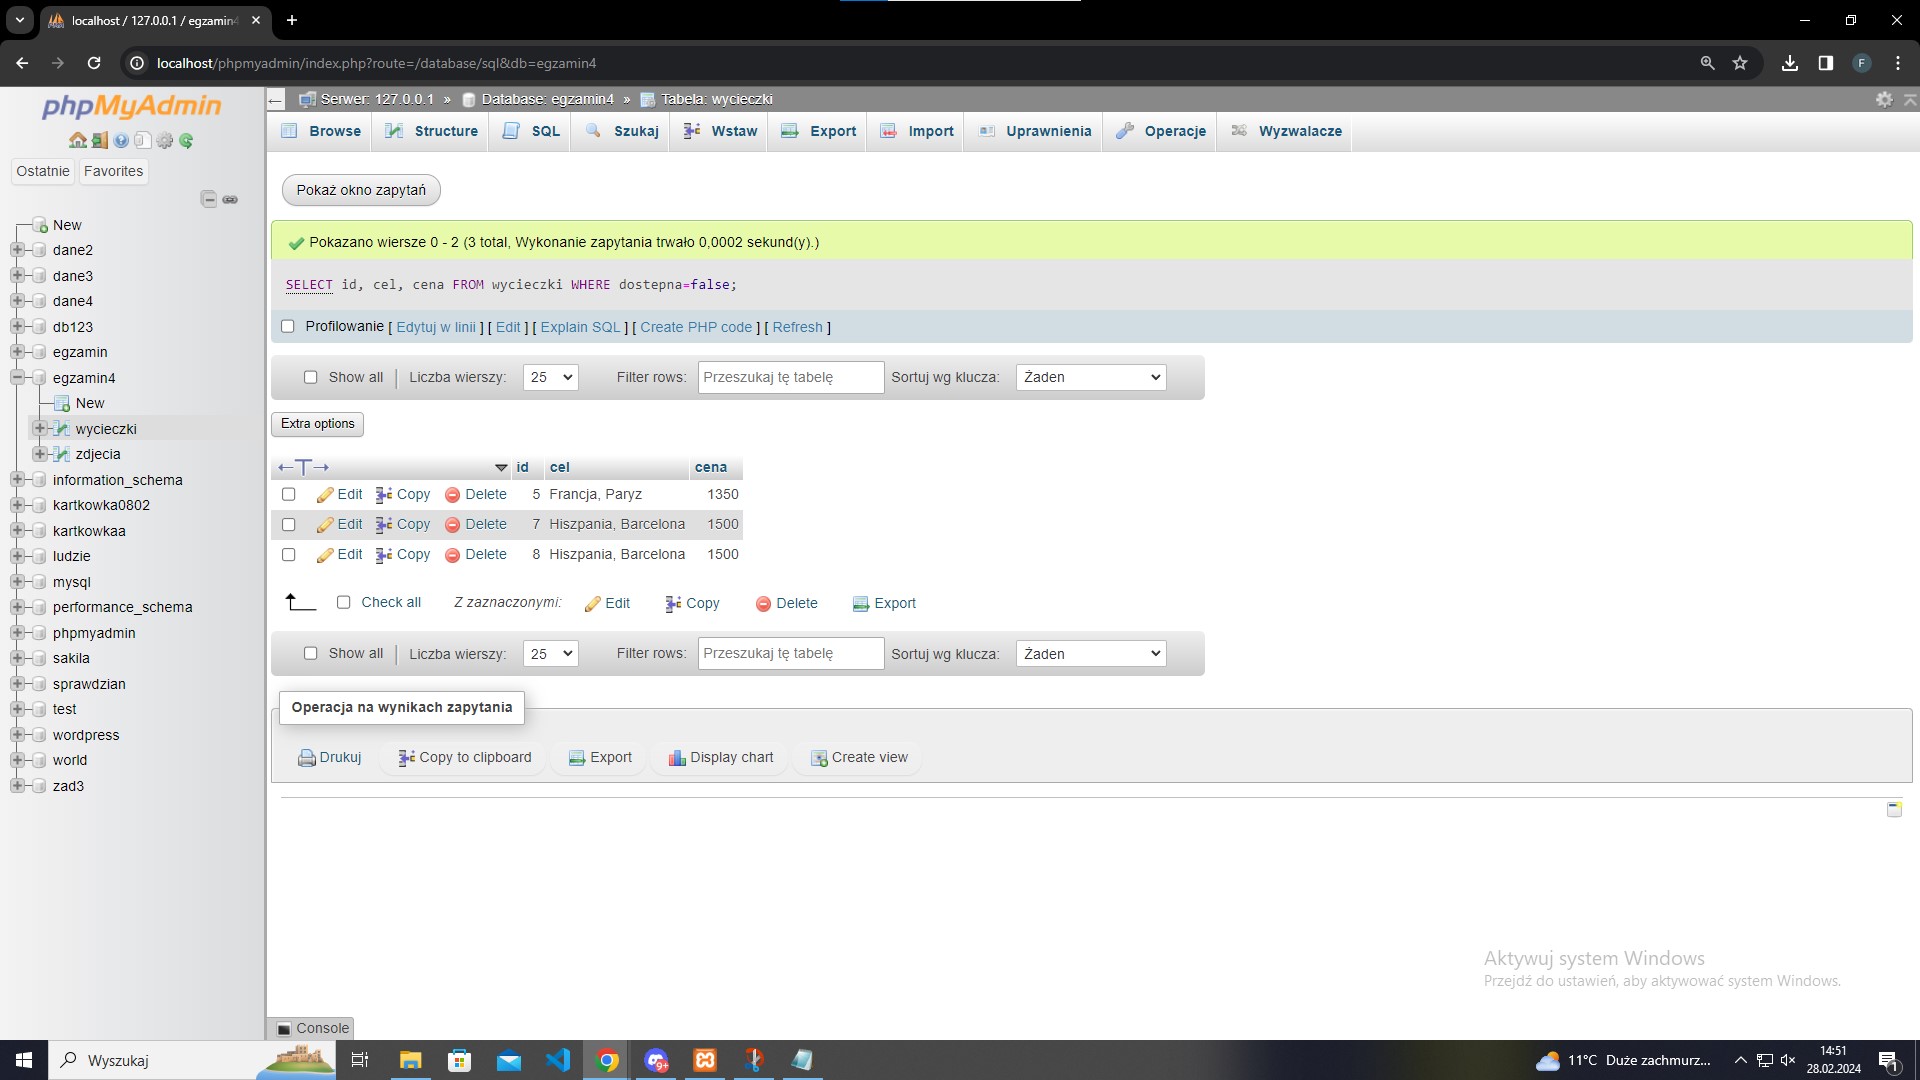 localhost / 127.0.0.1 / egzamin4
localhost/phpmyadmin/index.php?route=/database/sql&db=egzamin4
F
phpMyAdmin
Ostatnie Favorites
New
dane2
dane3
dane4
db123
egzamin
egzamin4
New
wycieczki
zdjecia
information_schema
kartkowka0802
kartkowkaa
ludzie
mysql
performance_schema
phpmyadmin
sakila
sprawdzian
test
wordpress
world
zad3
Serwer: 127.0.0.1 » Database: egzamin4 » Tabela: wycieczki
Browse Structure SQL Szukaj Wstaw Export Import Uprawnienia Operacje Wyzwalacze
Pokaż okno zapytań
Pokazano wiersze 0 - 2 (3 total, Wykonanie zapytania trwało 0,0002 sekund(y).)
SELECT id, cel, cena FROM wycieczki WHERE dostepna=false;
Profilowanie [ Edytuj w linii ] [ Edit ] [ Explain SQL ] [ Create PHP code ] [ Refresh ]
Show all | Liczba wierszy: 25 Filter rows: Przeszukaj tę tabelę Sortuj wg klucza: Żaden
Extra options
←T→ id cel cena
Edit Copy Delete 5 Francja, Paryz 1350
Edit Copy Delete 7 Hiszpania, Barcelona 1500
Edit Copy Delete 8 Hiszpania, Barcelona 1500
Check all Z zaznaczonymi: Edit Copy Delete Export
Show all | Liczba wierszy: 25 Filter rows: Przeszukaj tę tabelę Sortuj wg klucza: Żaden
Operacja na wynikach zapytania
Drukuj Copy to clipboard Export Display chart Create view
Aktywuj system Windows
Przejdź do ustawień, aby aktywować system Windows.
Console
Wyszukaj
9+
11°C Duże zachmurz...
14:51
28.02.2024
1